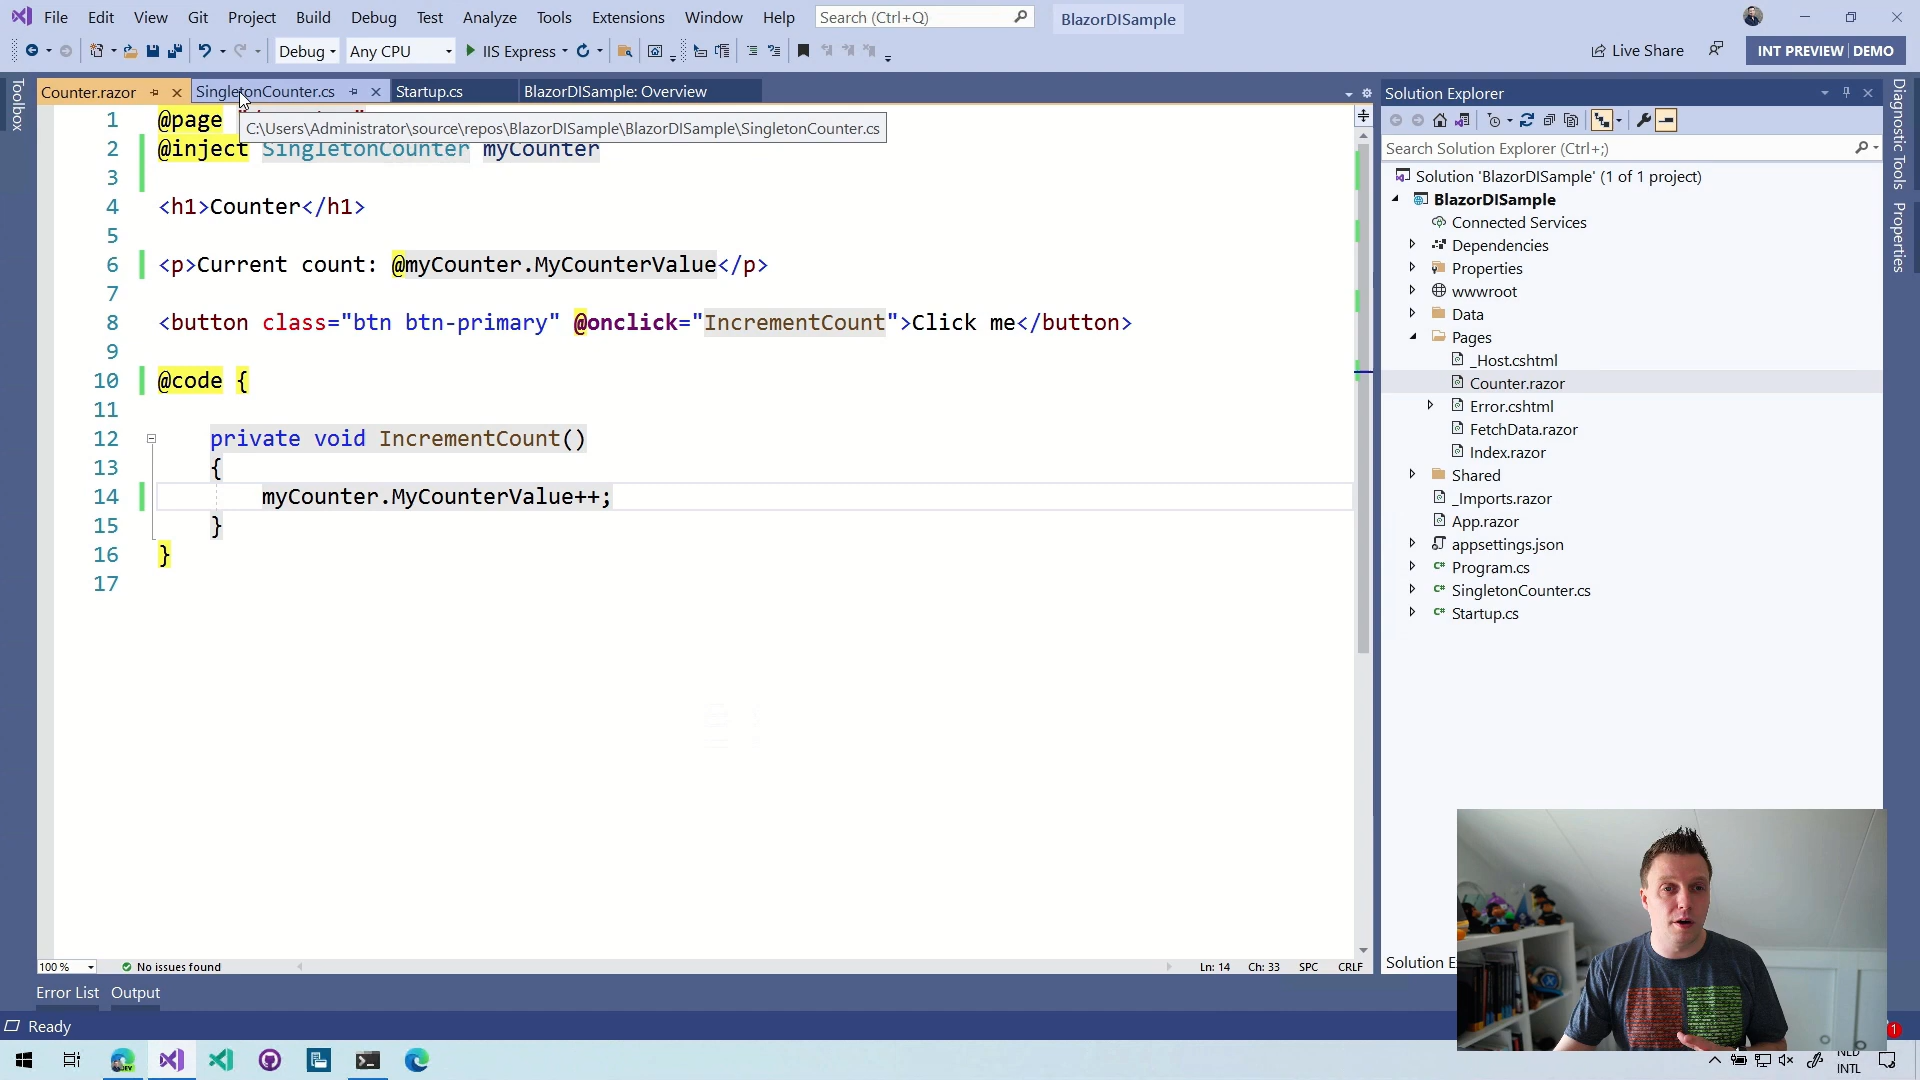 File Edit View Git Project Build Debug Test Analyze Tools Extensions Window Help Search (Ctrl+Q) BlazorDISample
Debug Any CPU IIS Express Live Share INT PREVIEW | DEMO
Toolbox
Counter.razor SingletonCounter.cs Startup.cs BlazorDISample: Overview
1 @page
C:\Users\Administrator\source\repos\BlazorDISample\BlazorDISample\SingletonCounter.cs
2 @inject SingletonCounter myCounter
3
4 <h1>Counter</h1>
5
6 <p>Current count: @myCounter.MyCounterValue</p>
7
8 <button class="btn btn-primary" @onclick="IncrementCount">Click me</button>
9
10 @code {
11
12 private void IncrementCount()
13 {
14 myCounter.MyCounterValue++;
15 }
16 }
17
100 % No issues found Ln: 14 Ch: 33 SPC CRLF
Error List Output
Ready
Solution Explorer
Search Solution Explorer (Ctrl+;)
Solution 'BlazorDISample' (1 of 1 project)
BlazorDISample
Connected Services
Dependencies
Properties
wwwroot
Data
Pages
_Host.cshtml
Counter.razor
Error.cshtml
FetchData.razor
Index.razor
Shared
_Imports.razor
App.razor
appsettings.json
Program.cs
SingletonCounter.cs
Startup.cs
Solution E
Diagnostic Tools
Properties
1
NLD
INTL